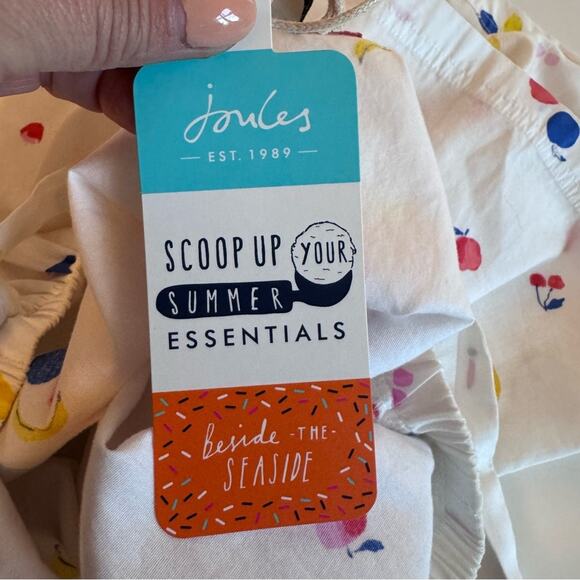 Joules
EST. 1989
SCOOP UP YOUR
SUMMER
ESSENTIALS
beside -THE-
SEASIDE